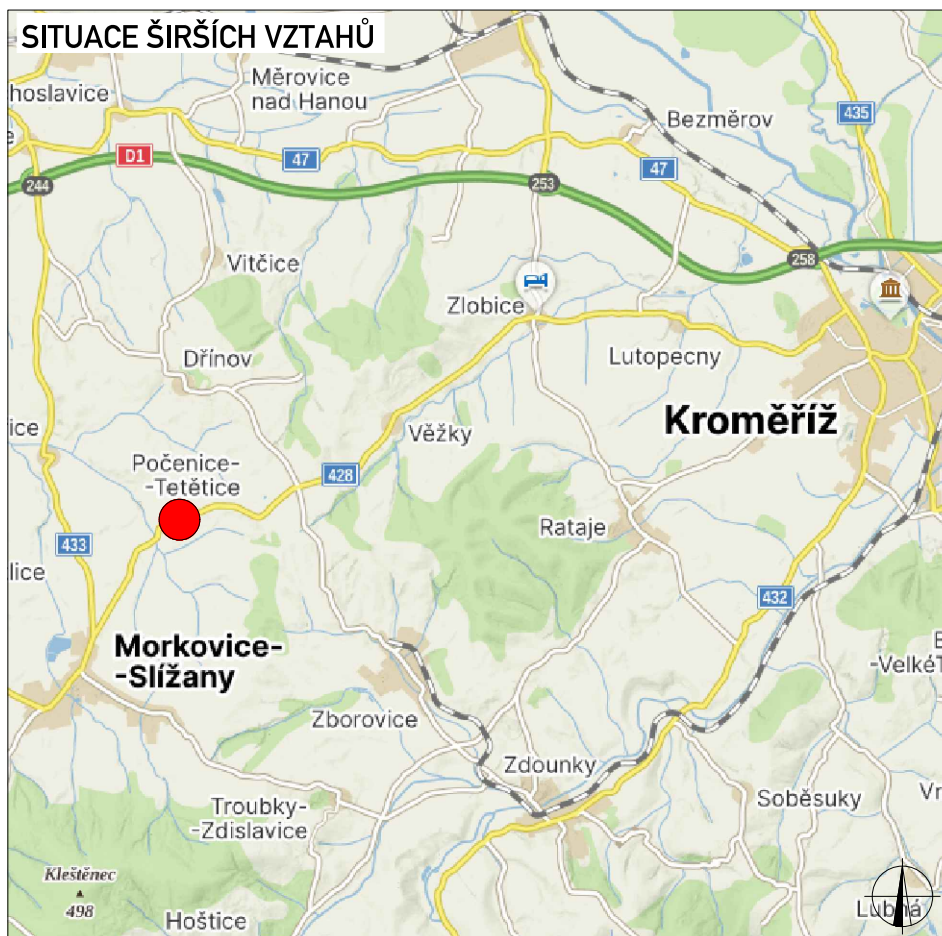 SITUACE ŠIRŠÍCH VZTAHŮ
Měrovice
nad Hanou
hoslavice
Bezměrov
435
D1
47
47
244
253
258
Vitčice
Zlobice
Dřínov
Lutopecny
Kroměříž
Věžky
ice
Počenice-
-Tetětice
428
Rataje
433
lice
432
Morkovice-
-Slížany
-Velké
Zborovice
Zdounky
Soběsuky
Troubky-
-Zdislavice
Kleštěnec
498
Hoštice
Lubná